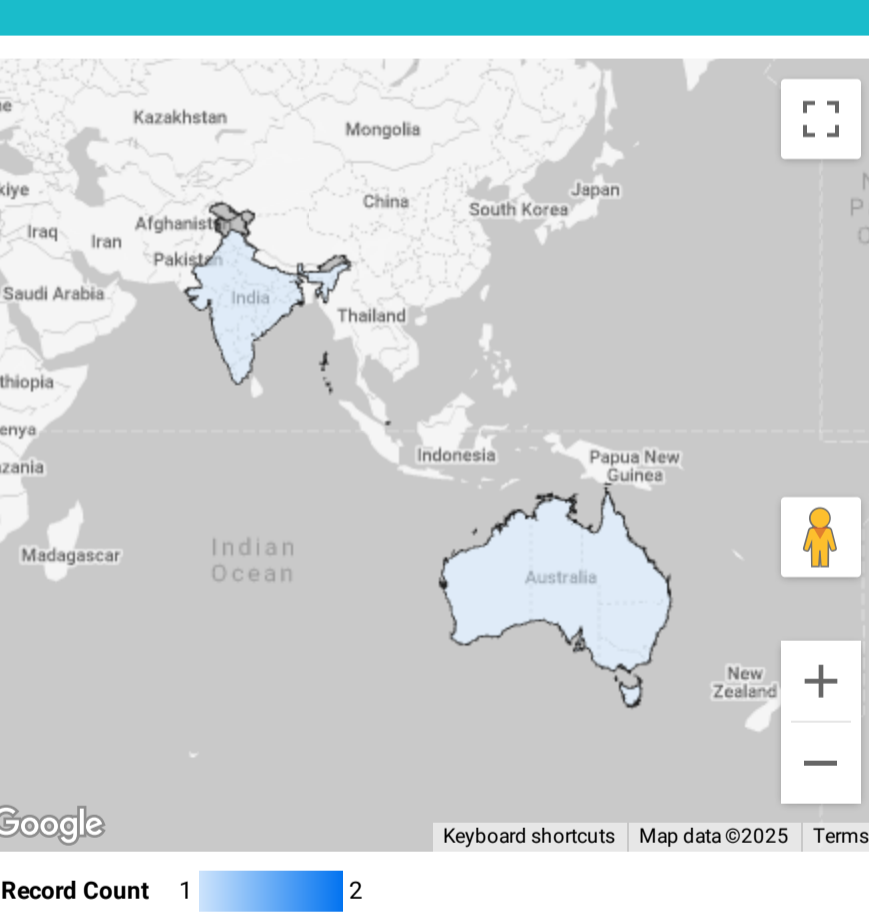 Kazakhstan
Mongolia
China
Japan
South Korea
Afghanist
Iraq
Iran
Pakistan
Saudi Arabia
India
Thailand
thiopia
enya
zania
Indonesia
Papua New
Guinea
Madagascar
Indian
Ocean
Australia
New
Zealand
Google
Keyboard shortcuts
Map data ©2025
Terms
Record Count 1 2